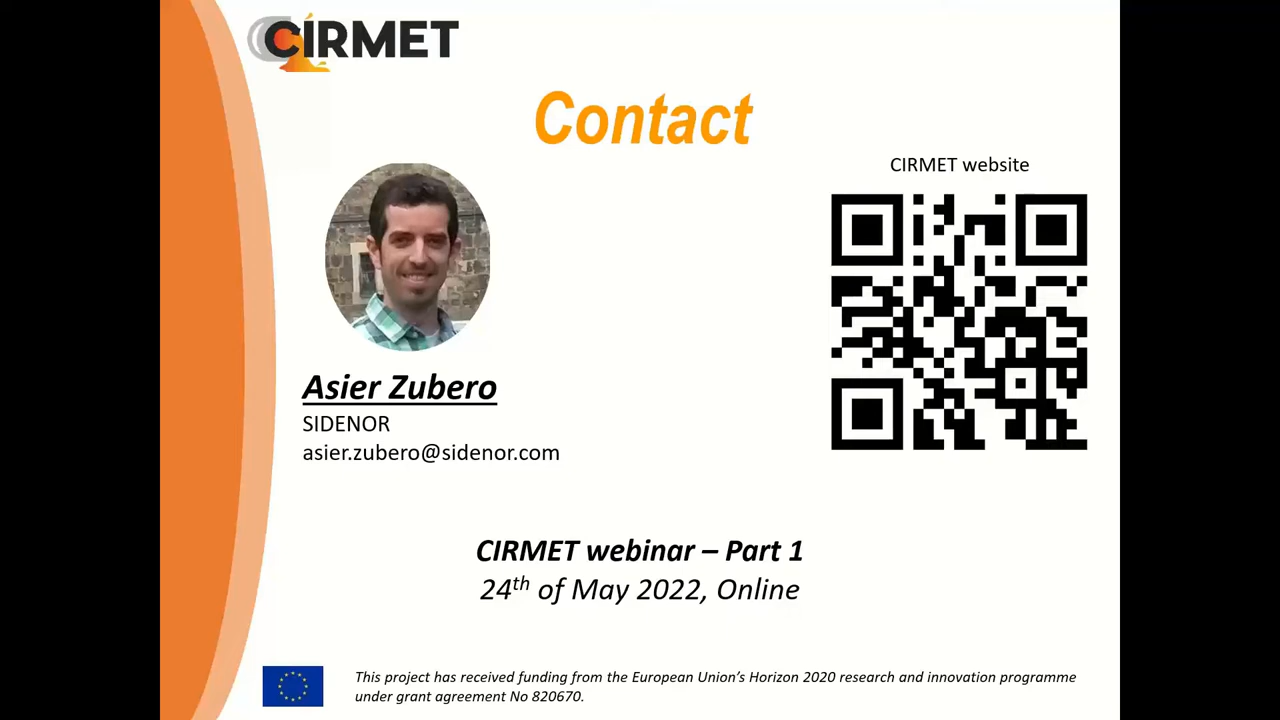 CIRMET
Contact
CIRMET website
Asier Zubero
SIDENOR
asier.zubero@sidenor.com
CIRMET webinar – Part 1
24th of May 2022, Online
This project has received funding from the European Union's Horizon 2020 research and innovation programme
under grant agreement No 820670.